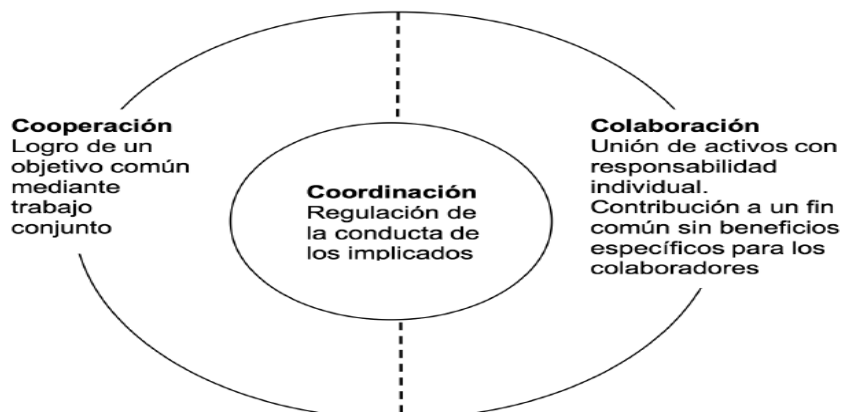 Cooperación
Logro de un
objetivo común
mediante
trabajo
conjunto
Coordinación
Regulación de
la conducta de
los implicados
Colaboración
Unión de activos con
responsabilidad
individual.
Contribución a un fin
común sin beneficios
específicos para los
colaboradores